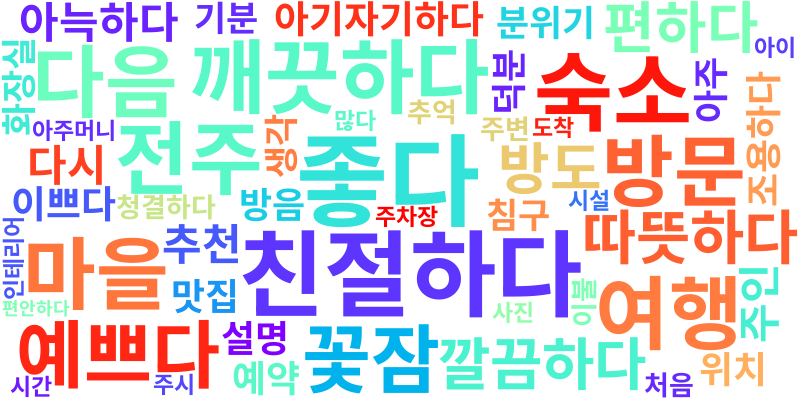 아늑하다 기분 아기자기하다 분위기 편하다
아이
화장실 다음 깨끗하다 덕분 숙소 아주
조용하다
아주머니 전주 생각 많다 추억 주변 도착
다시 좋다 방도 방문
이쁘다 청결하다 방음 주차장 침구 시설
인테리어 마을 추천 친절하다 따뜻하다
편안하다 맛집 사진 이불 여행 주인
예쁘다 설명 꽃잠 깔끔하다 위치
시간 주시 예약 처음